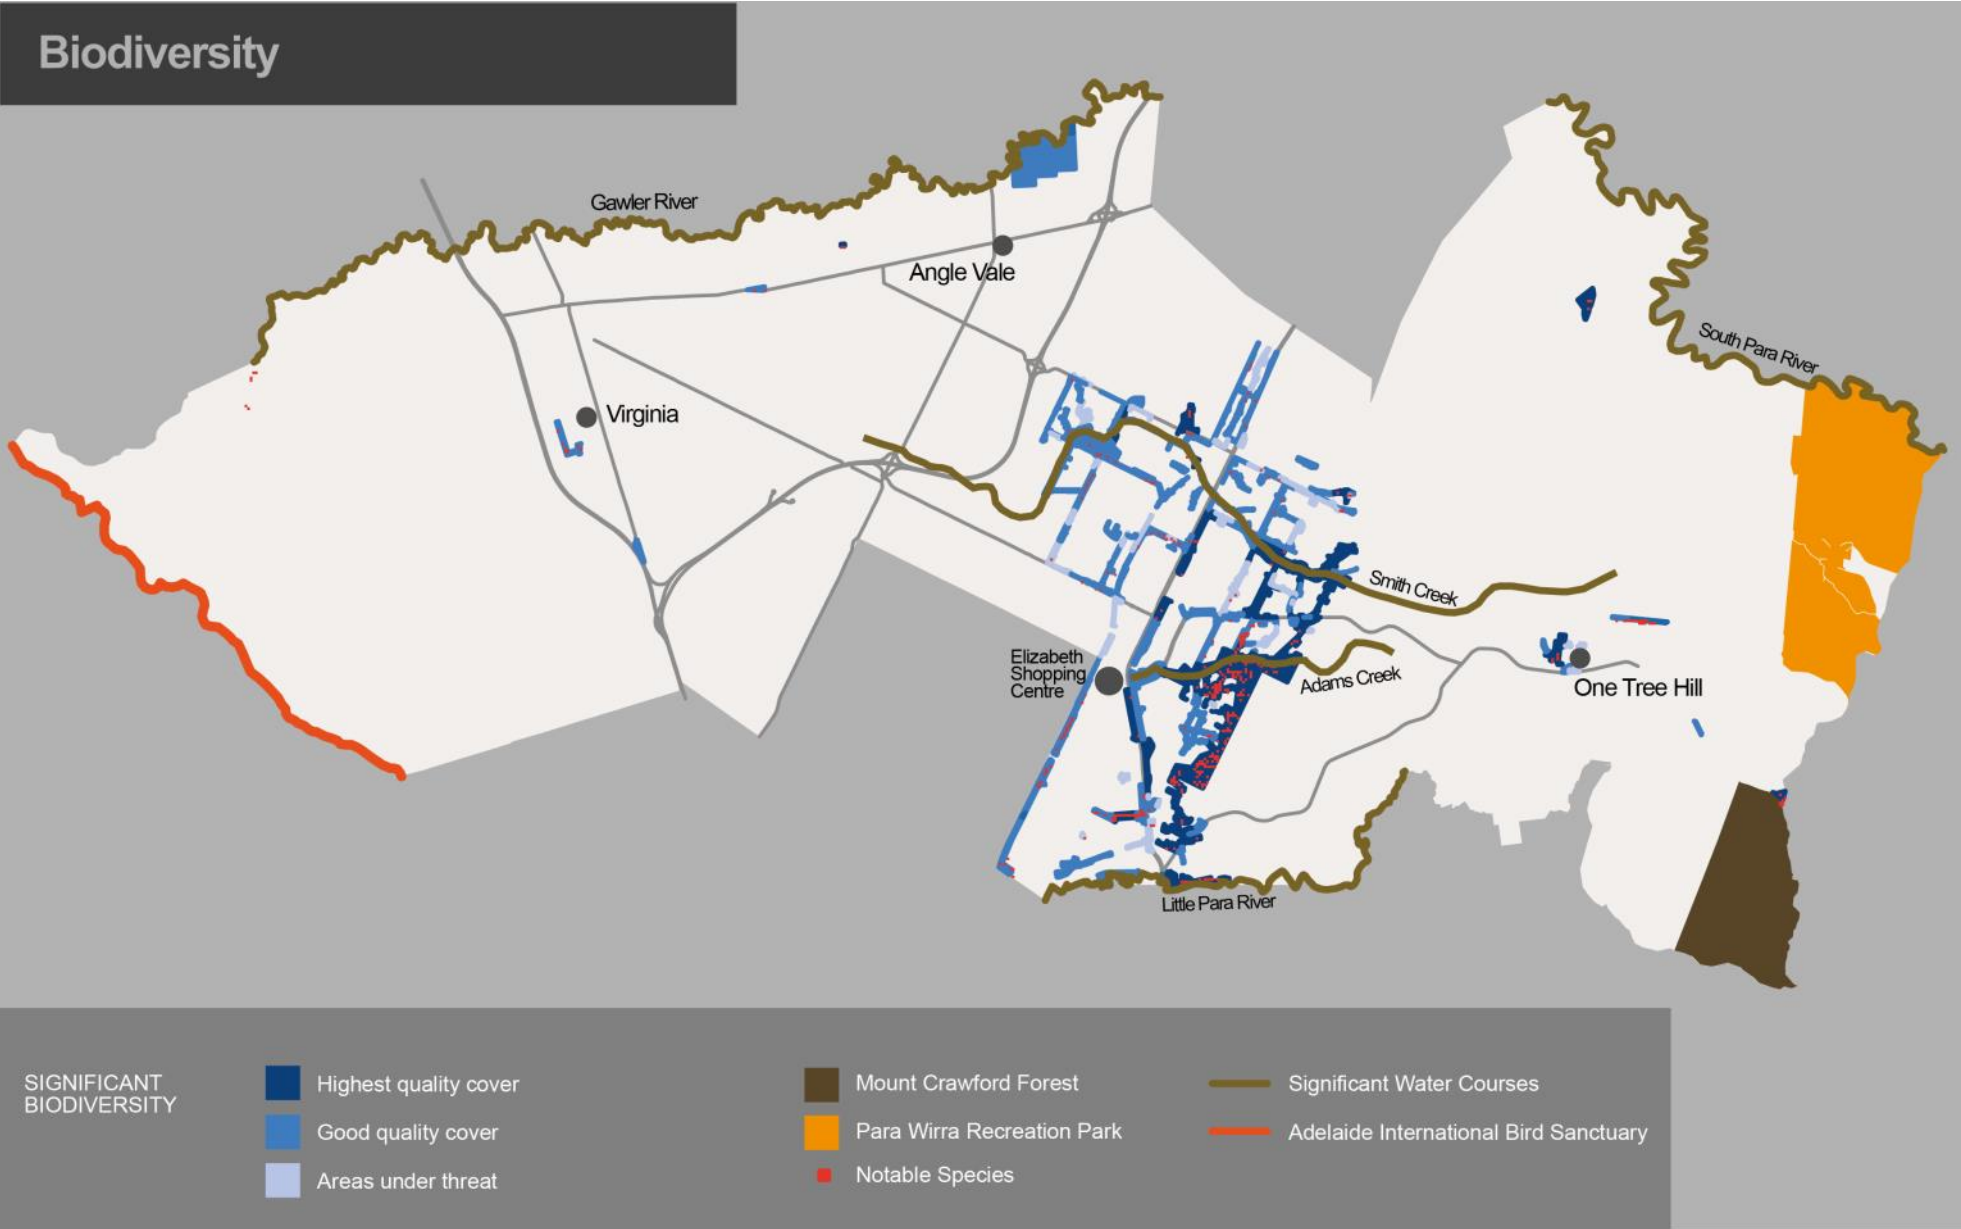 Biodiversity
Gawler River
Angle Vale
South Para River
Virginia
Smith Creek
Elizabeth
Shopping
Centre
Adams Creek
One Tree Hill
Little Para River
SIGNIFICANT
BIODIVERSITY
Highest quality cover
Good quality cover
Areas under threat
Mount Crawford Forest
Para Wirra Recreation Park
Notable Species
Significant Water Courses
Adelaide International Bird Sanctuary